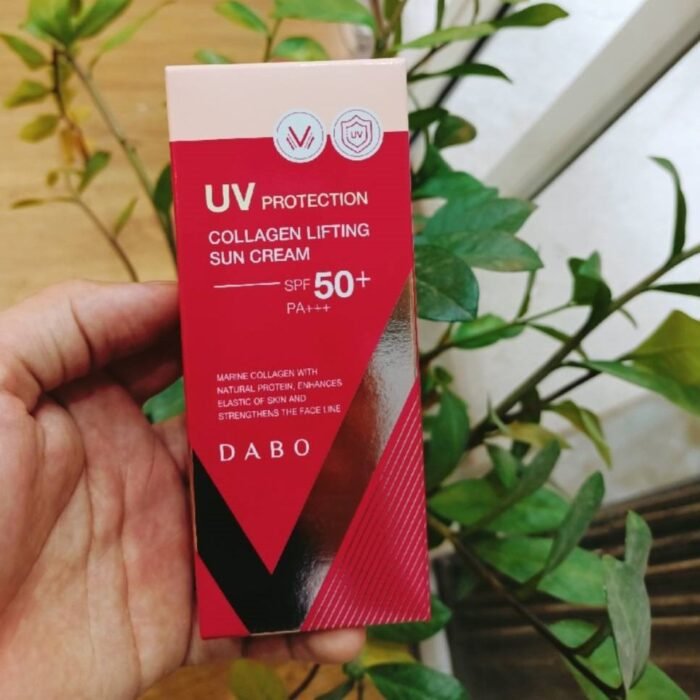 UV
UV PROTECTION
COLLAGEN LIFTING
SUN CREAM
SPF 50+
PA+++
MARINE COLLAGEN WITH
NATURAL PROTEIN, ENHANCES
ELASTIC OF SKIN AND
STRENGTHENS THE FACE LINE
DABO